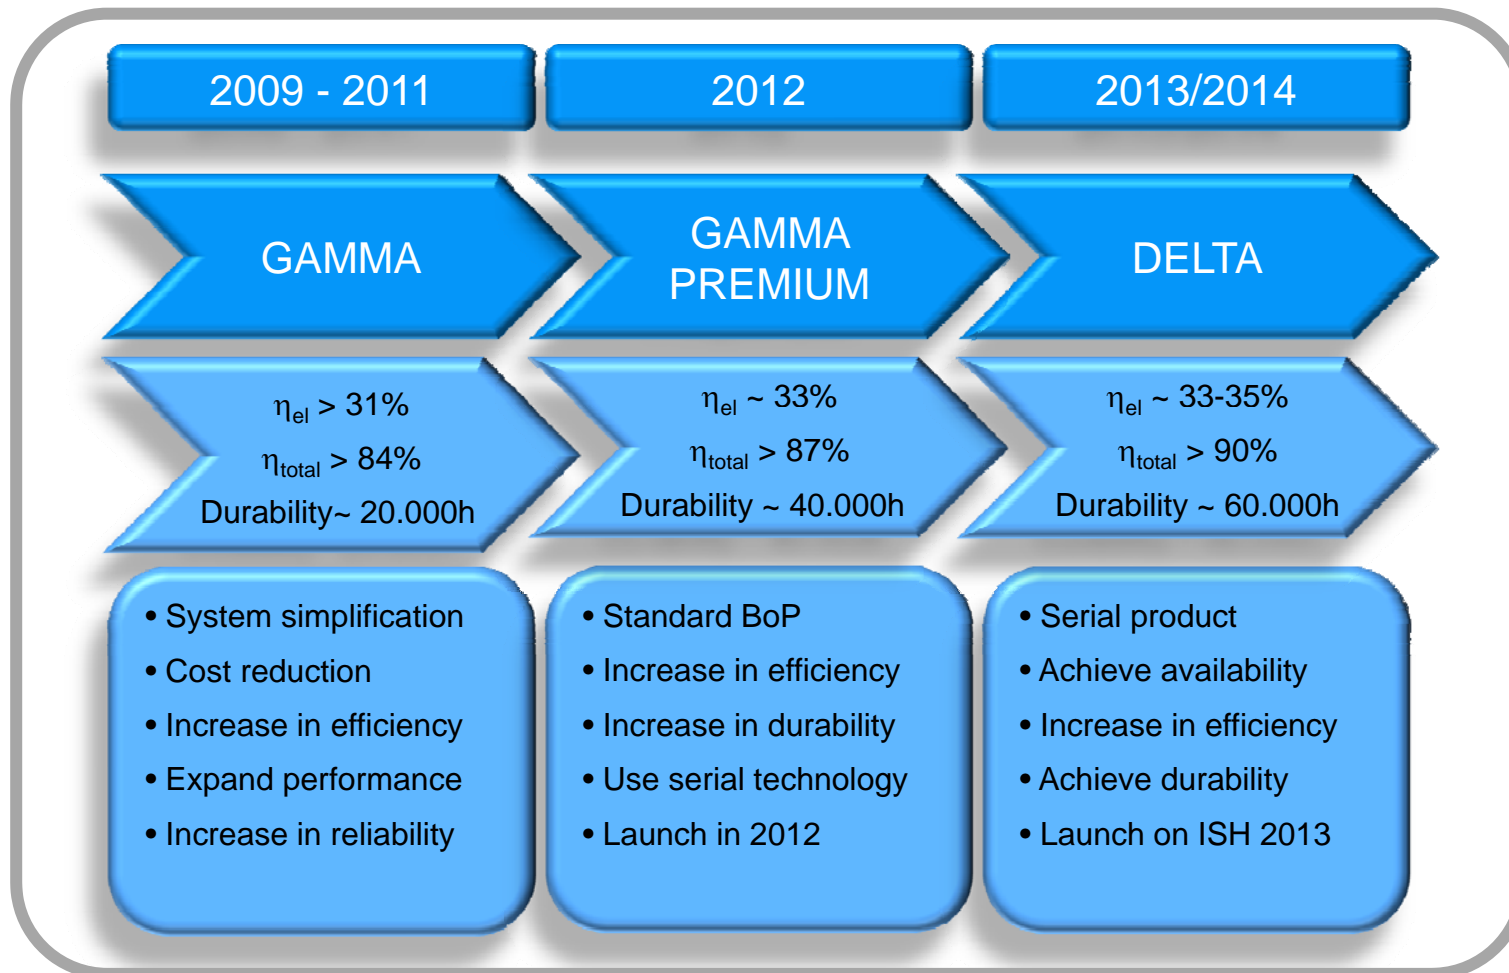 2009 - 2011
2012
2013/2014
GAMMA
GAMMA
PREMIUM
DELTA
ηel > 31%
ηtotal > 84%
Durability~ 20.000h
ηel ~ 33%
ηtotal > 87%
Durability ~ 40.000h
ηel ~ 33-35%
ηtotal > 90%
Durability ~ 60.000h
• System simplification
• Cost reduction
• Increase in efficiency
• Expand performance
• Increase in reliability
• Standard BoP
• Increase in efficiency
• Increase in durability
• Use serial technology
• Launch in 2012
• Serial product
• Achieve availability
• Increase in efficiency
• Achieve durability
• Launch on ISH 2013